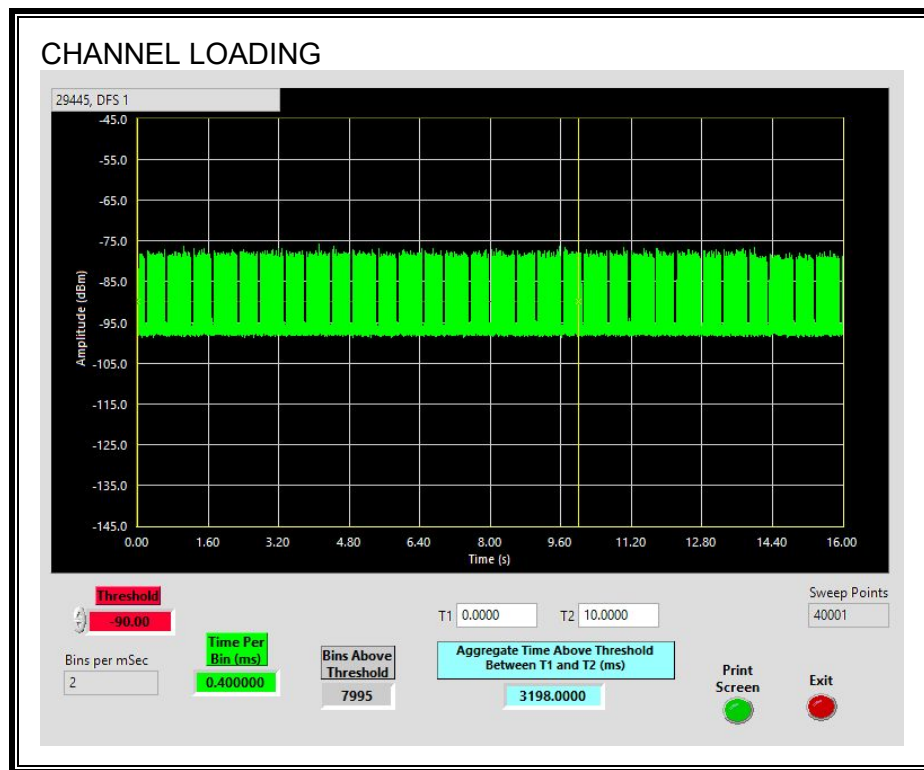 CHANNEL LOADING
29445, DFS 1
-45.0
-55.0
-65.0
-75.0
-85.0
-95.0
-105.0
-115.0
-125.0
-135.0
-145.0
Amplitude (dBm)
0.00 1.60 3.20 4.80 6.40 8.00 9.60 11.20 12.80 14.40 16.00
Time (s)
Threshold
-90.00
Bins per mSec
2
Time Per
Bin (ms)
0.400000
Bins Above
Threshold
7995
T1 0.0000 T2 10.0000
Aggregate Time Above Threshold
Between T1 and T2 (ms)
3198.0000
Sweep Points
40001
Print
Screen
Exit